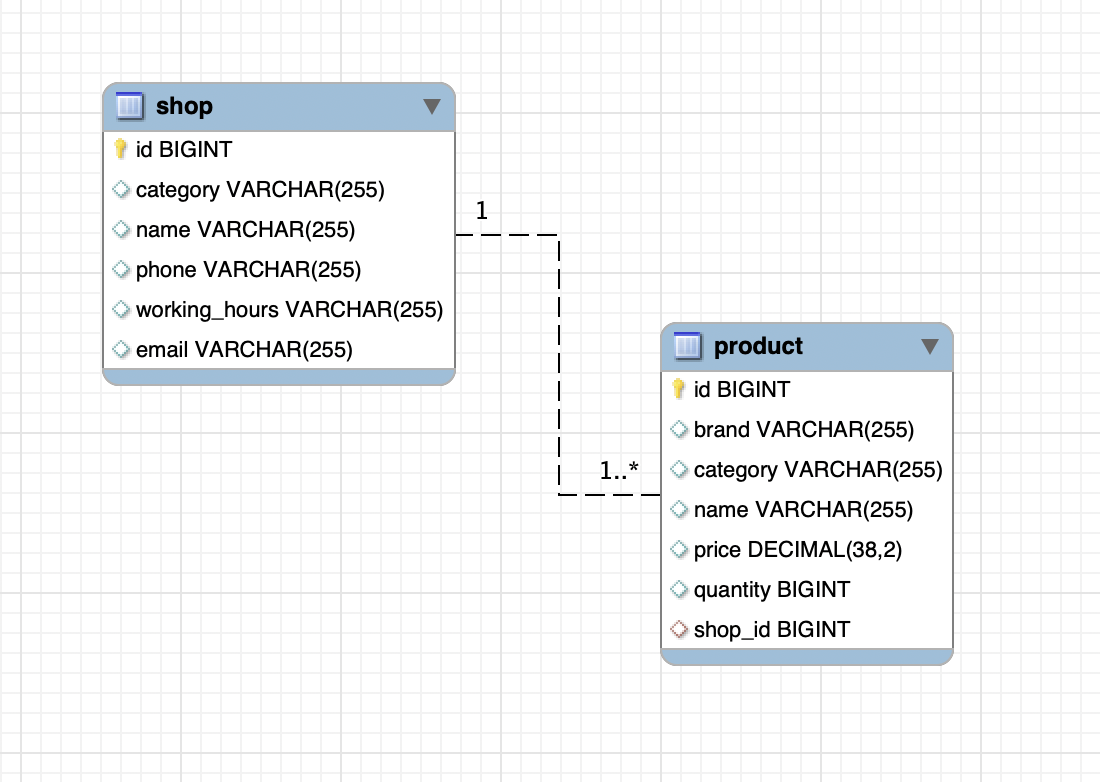 shop
id BIGINT
category VARCHAR(255)
name VARCHAR(255)
phone VARCHAR(255)
working_hours VARCHAR(255)
email VARCHAR(255)
1
1..*
product
id BIGINT
brand VARCHAR(255)
category VARCHAR(255)
name VARCHAR(255)
price DECIMAL(38,2)
quantity BIGINT
shop_id BIGINT